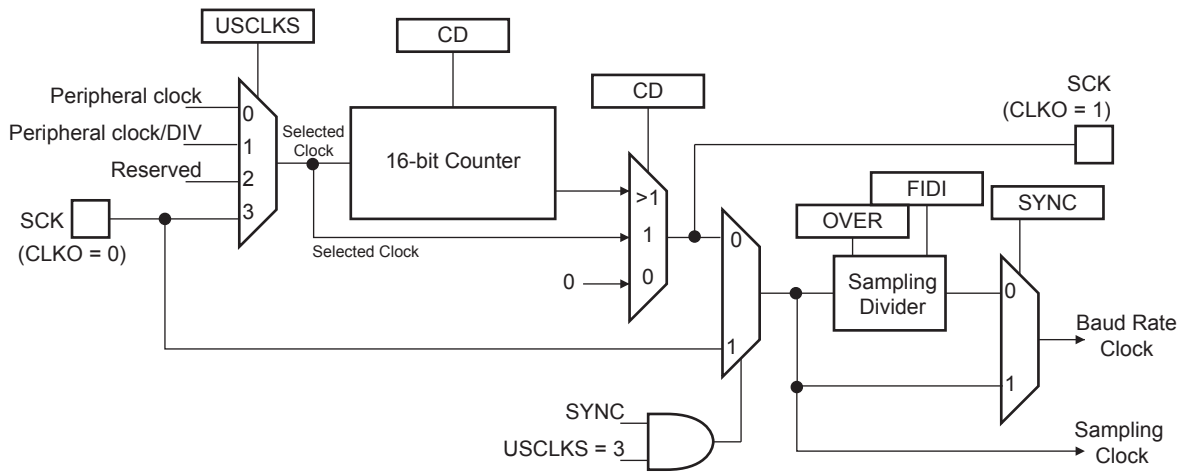 USCLKS
CD
CD
SCK
(CLKO = 1)
Peripheral clock
Peripheral clock/DIV
Reserved
SCK
(CLKO = 0)
0
1
2
3
Selected
Clock
16-bit Counter
Selected Clock
0
>1
1
0
0
1
SYNC
USCLKS = 3
OVER
FIDI
SYNC
Sampling
Divider
0
1
Baud Rate
Clock
Sampling
Clock